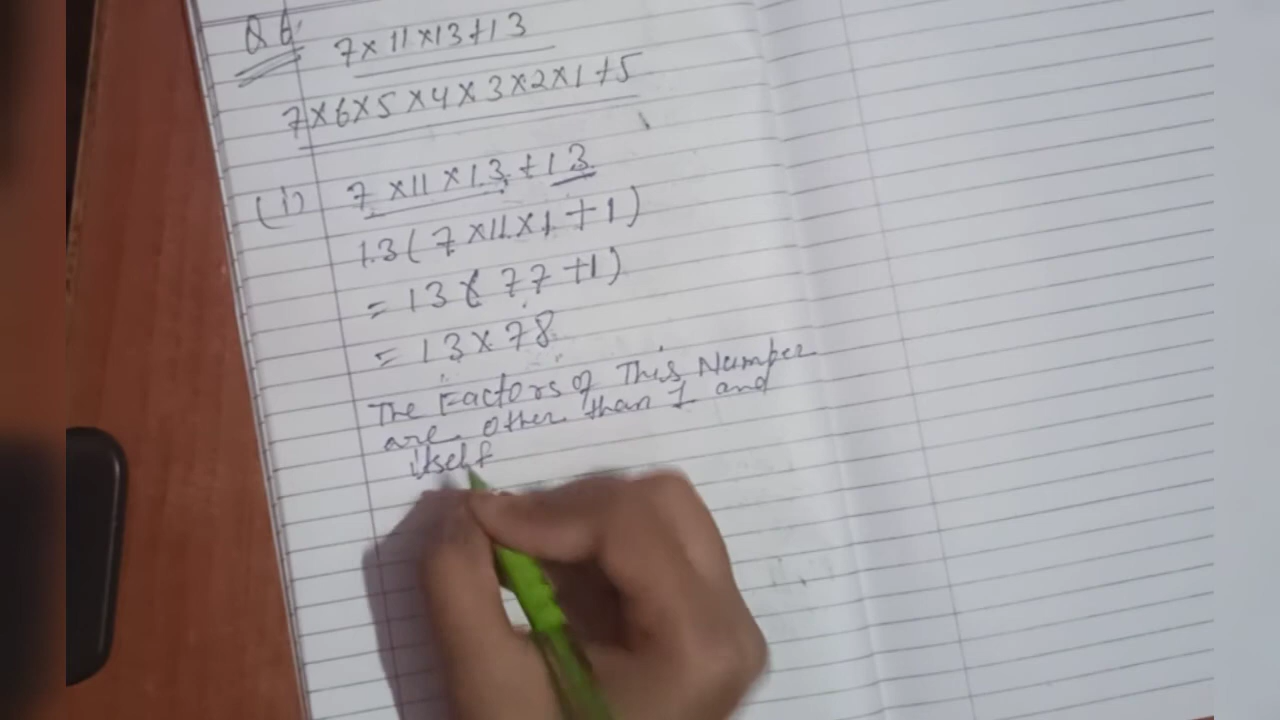 Q 6
7 × 11 × 13 + 13
7 × 6 × 5 × 4 × 3 × 2 × 1 + 5
(i) 7 × 11 × 13 + 13
13 ( 7 × 11 × 1 + 1 )
= 13 ( 77 + 1 )
= 13 × 78
The Factors of This Number
are other than 1 and
itself